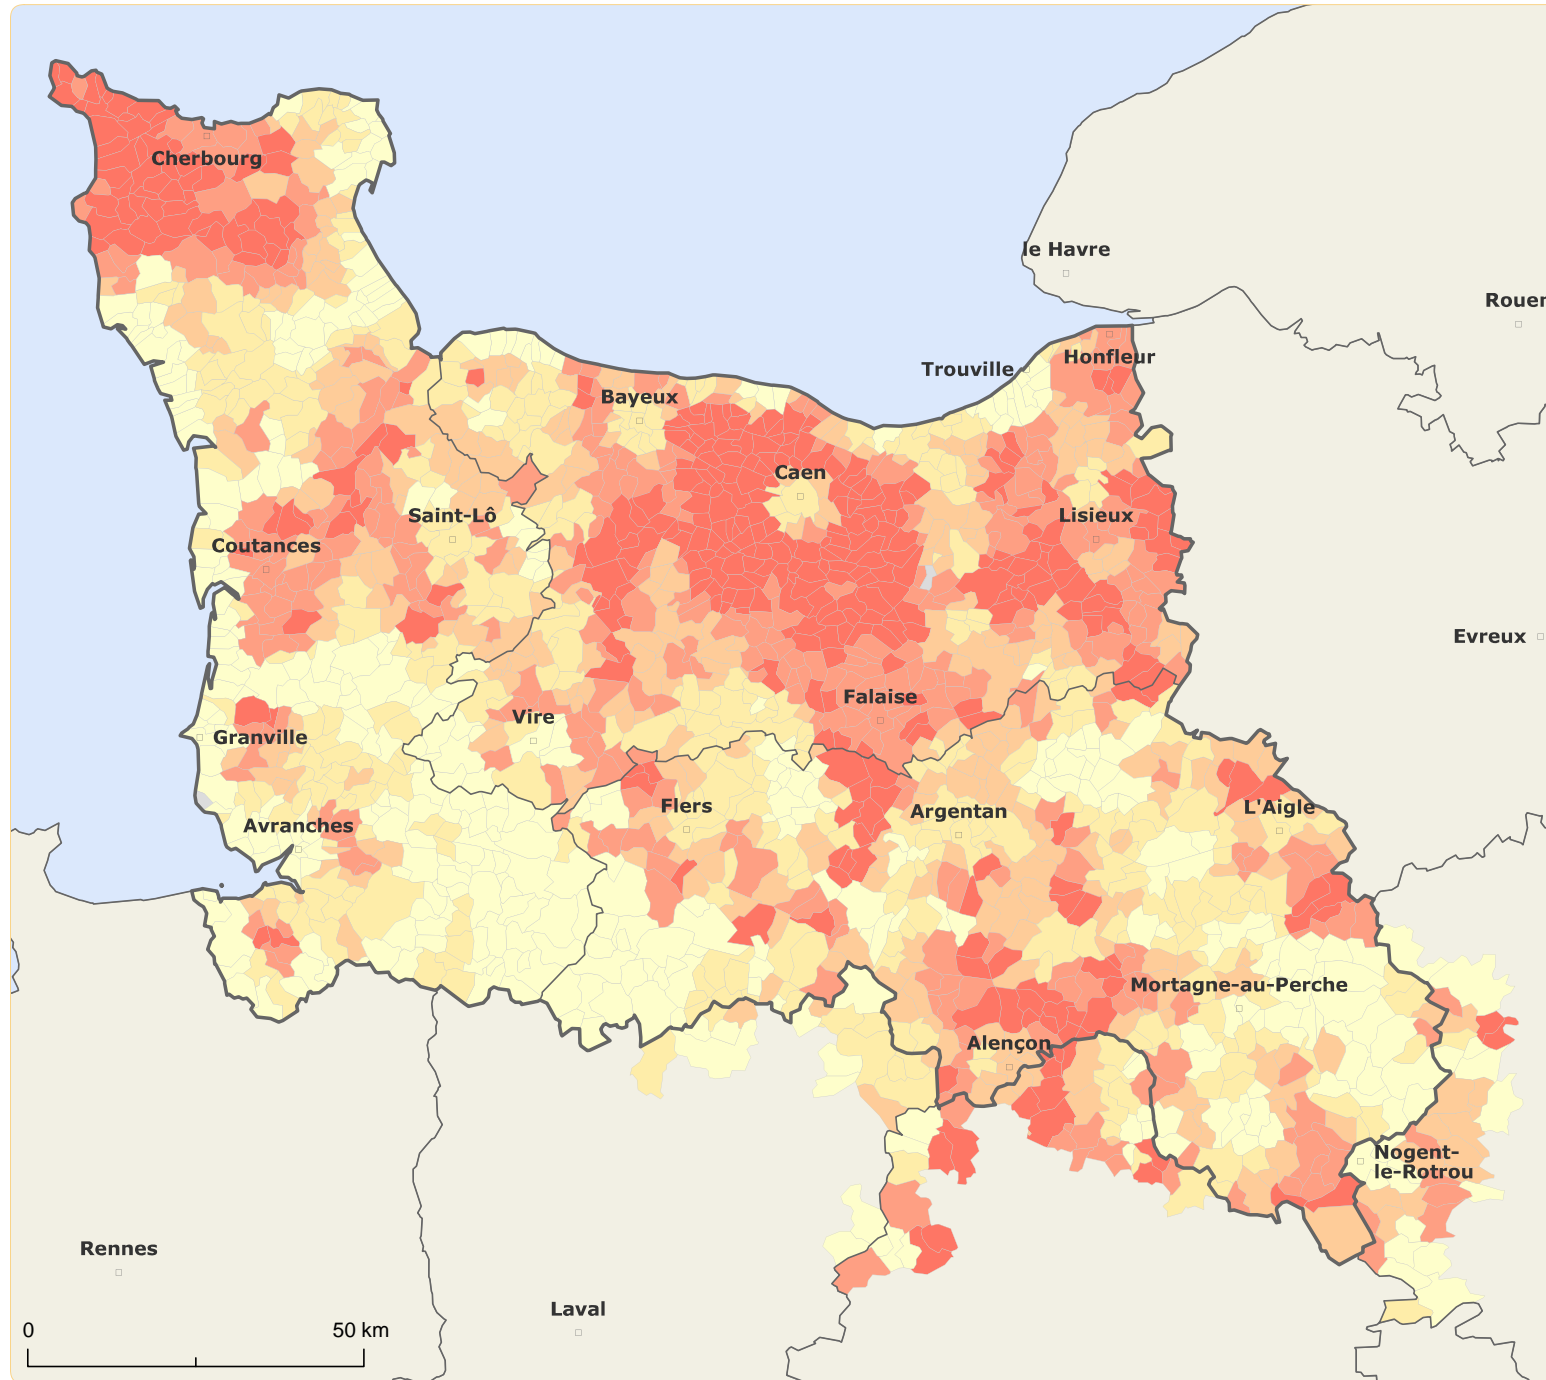 Cherbourg
le Havre
Rouen
Honfleur
Trouville
Bayeux
Caen
Saint-Lô
Lisieux
Coutances
Evreux
Falaise
Vire
Granville
Flers
Argentan
L'Aigle
Avranches
Mortagne-au-Perche
Alençon
Nogent-
le-Rotrou
Rennes
Laval
0
50 km